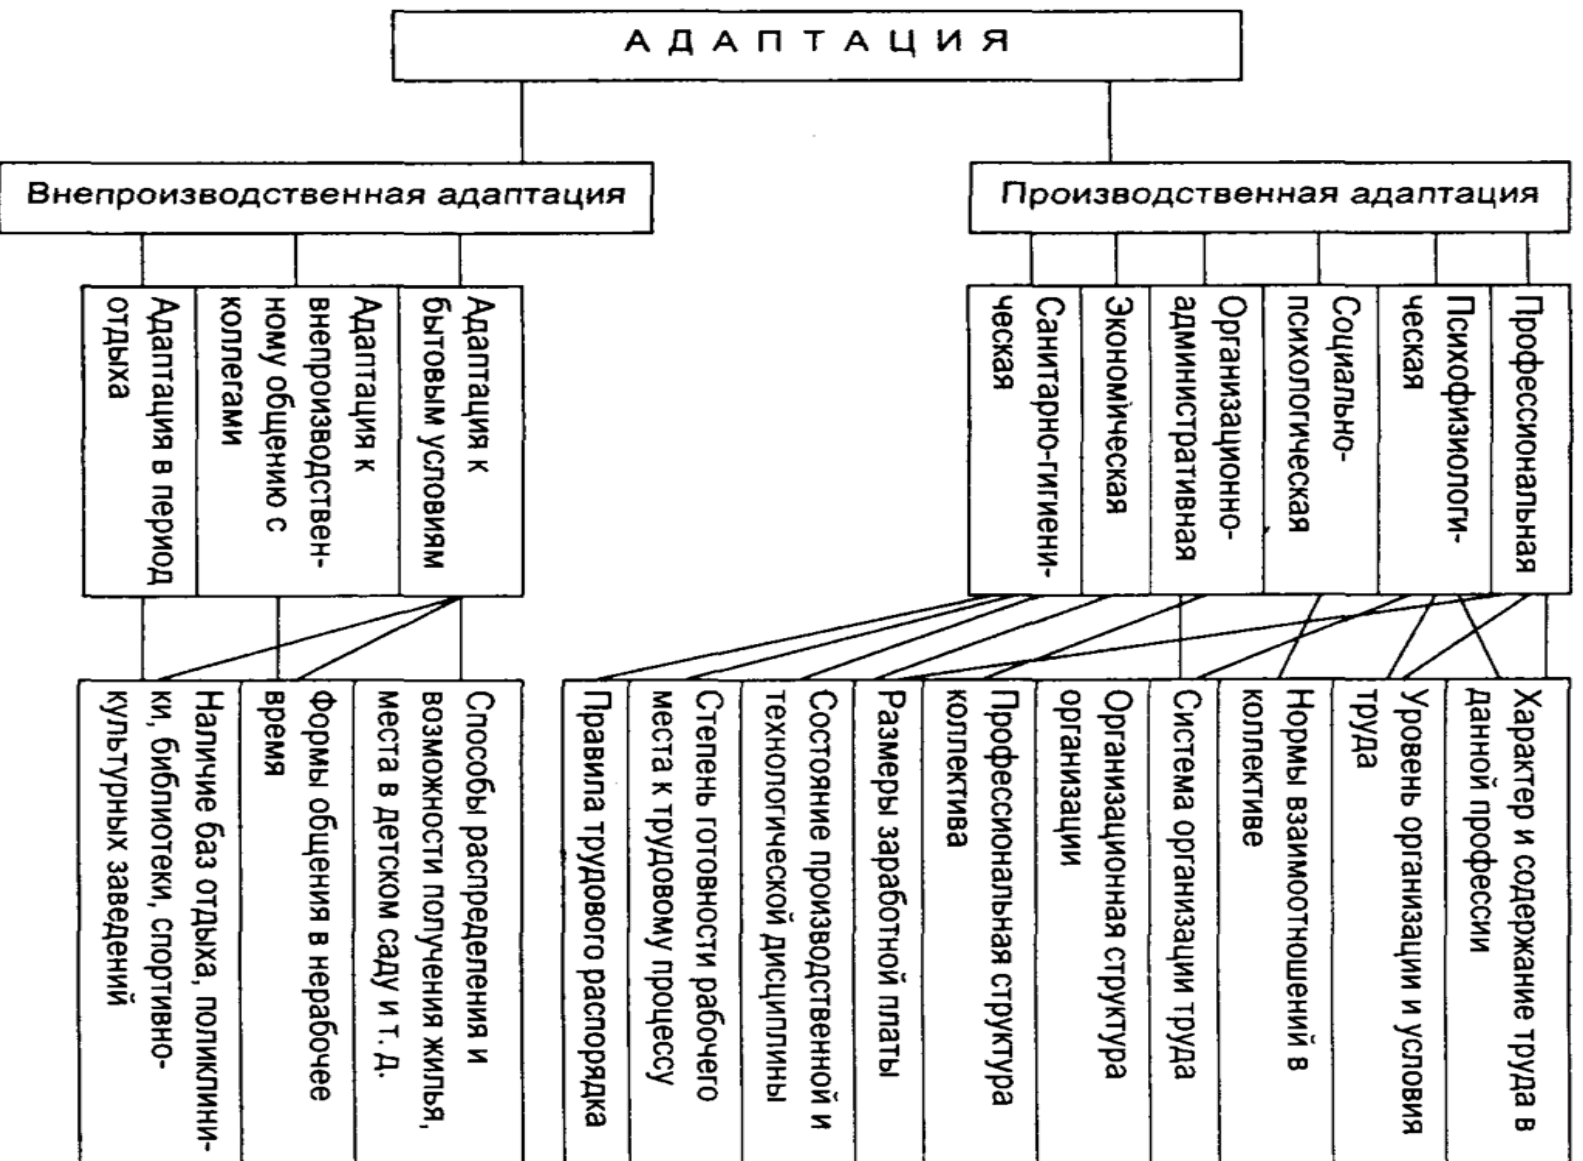 АДАПТАЦИЯ
Внепроизводственная адаптация
Производственная адаптация
Адаптация в период
отдыха
Адаптация к
внепроизводствен-
ному общению с
коллегами
Адаптация к
бытовым условиям
Санитарно-гигиени-
ческая
Экономическая
Организационно-
административная
Социально-
психологическая
Психофизиологи-
ческая
Профессиональная
Наличие баз отдыха, поликлини-
ки, библиотеки, спортивно-
культурных заведений
Формы общения в нерабочее
время
Способы распределения и
возможности получения жилья,
места в детском саду и т. д.
Правила трудового распорядка
Степень готовности рабочего
места к трудовому процессу
Состояние производственной и
технологической дисциплины
Размеры заработной платы
Профессиональная структура
коллектива
Организационная структура
организации
Система организации труда
Нормы взаимоотношений в
коллективе
Уровень организации и условия
труда
Характер и содержание труда в
данной профессии